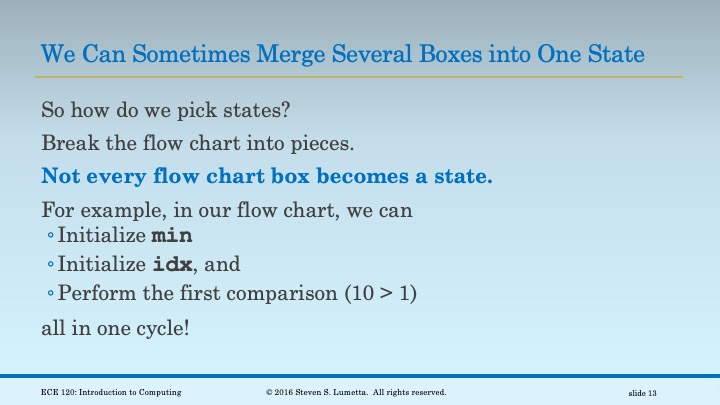 We Can Sometimes Merge Several Boxes into One State
So how do we pick states?
Break the flow chart into pieces.
Not every flow chart box becomes a state.
For example, in our flow chart, we can
◦Initialize min
◦Initialize idx, and
◦Perform the first comparison (10 > 1)
all in one cycle!
ECE 120: Introduction to Computing © 2016 Steven S. Lumetta. All rights reserved. slide 13